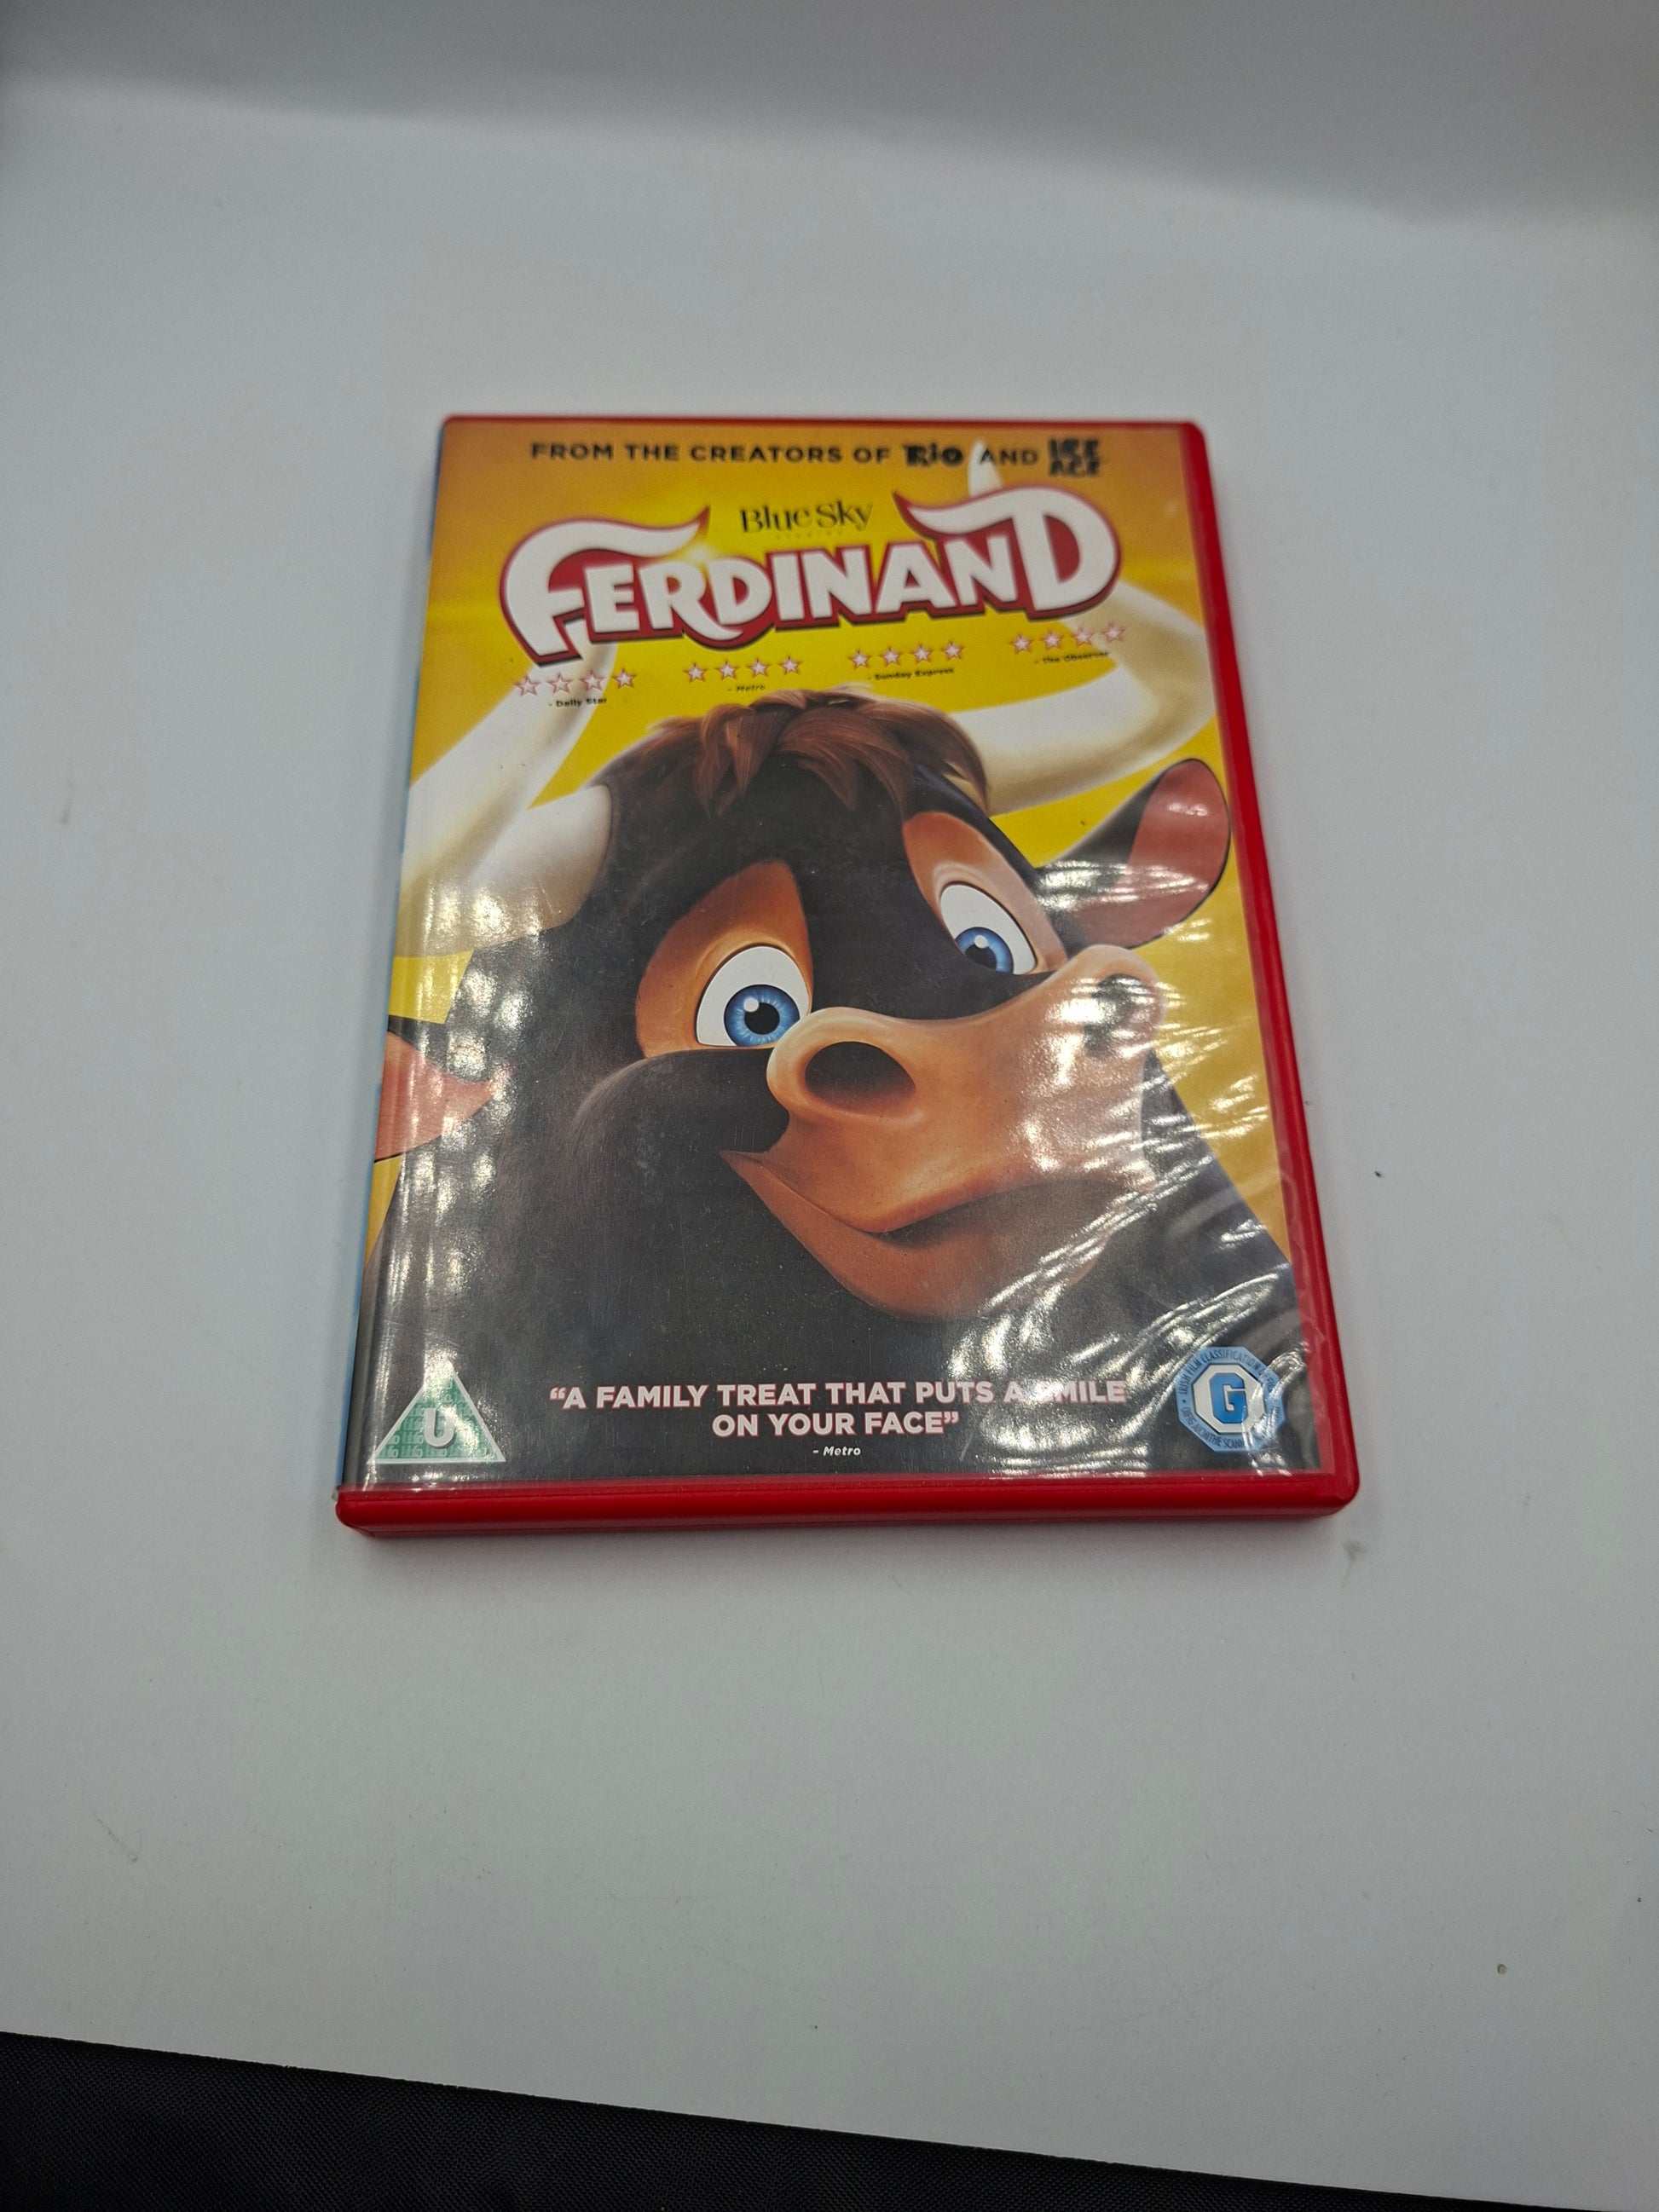 FROM THE CREATORS OF Rio AND ICE AGE
Blue Sky
STUDIOS
FERDINAND
- Daily Star
- Metro
- Sunday Express
- The Observer
"A FAMILY TREAT THAT PUTS A SMILE
ON YOUR FACE"
- Metro
U
G